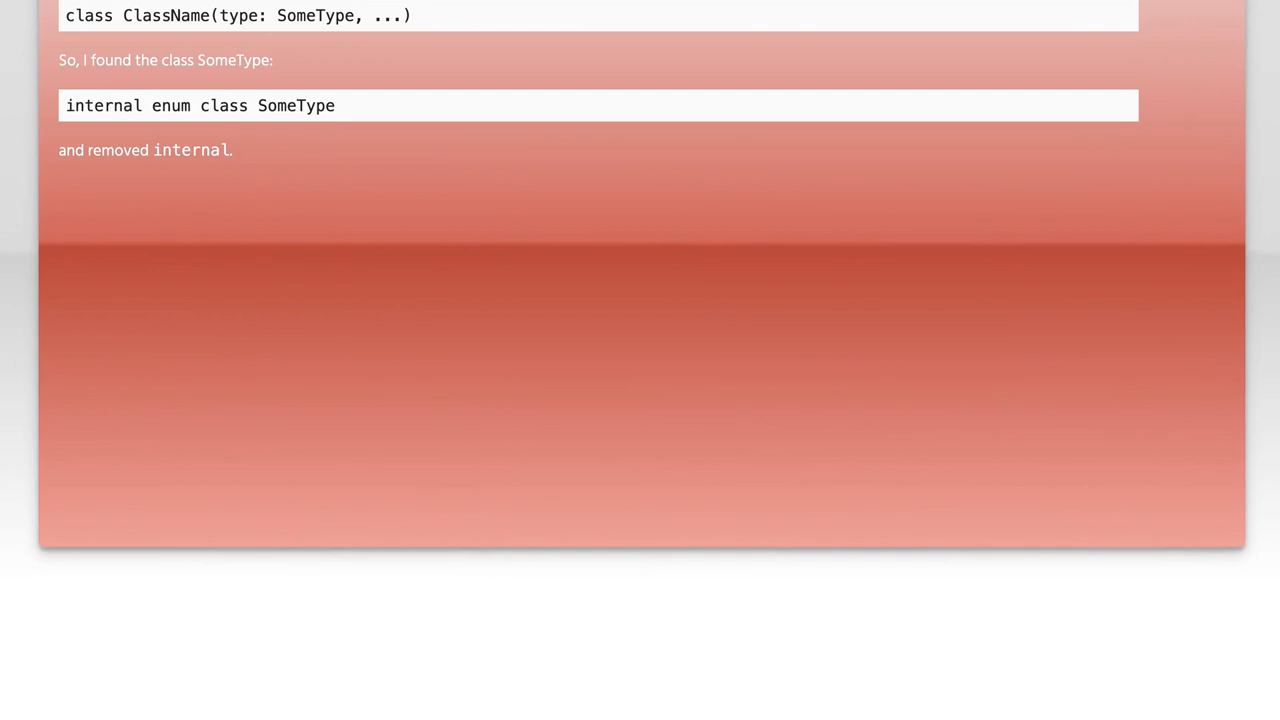 class ClassName(type: SomeType, ...)
So, I found the class SomeType:
internal enum class SomeType
and removed internal.